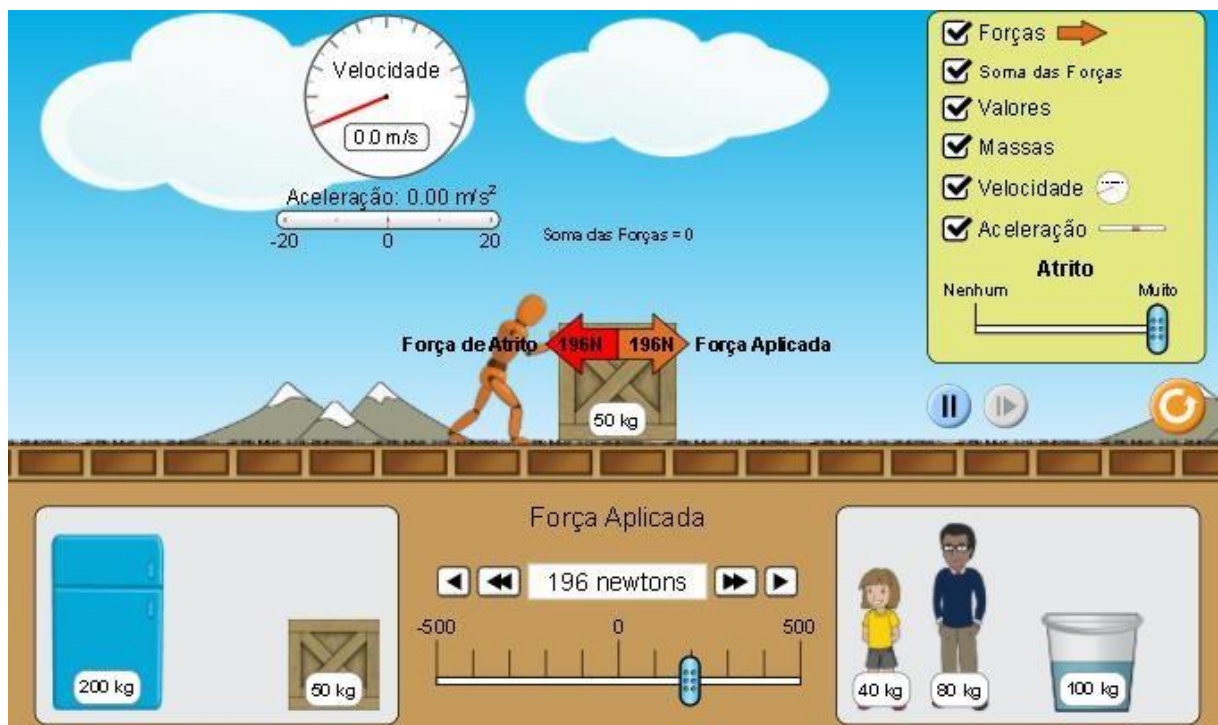 Velocidade
0.0 m/s
Aceleração: 0.00 m/s²
-20 0 20
Soma das Forças = 0
Forças
Soma das Forças
Valores
Massas
Velocidade
Aceleração
Atrito
Nenhum Muito
Força de Atrito 196N 196N Força Aplicada
50 kg
Força Aplicada
196 newtons
-500 0 500
200 kg
50 kg
40 kg
80 kg
100 kg